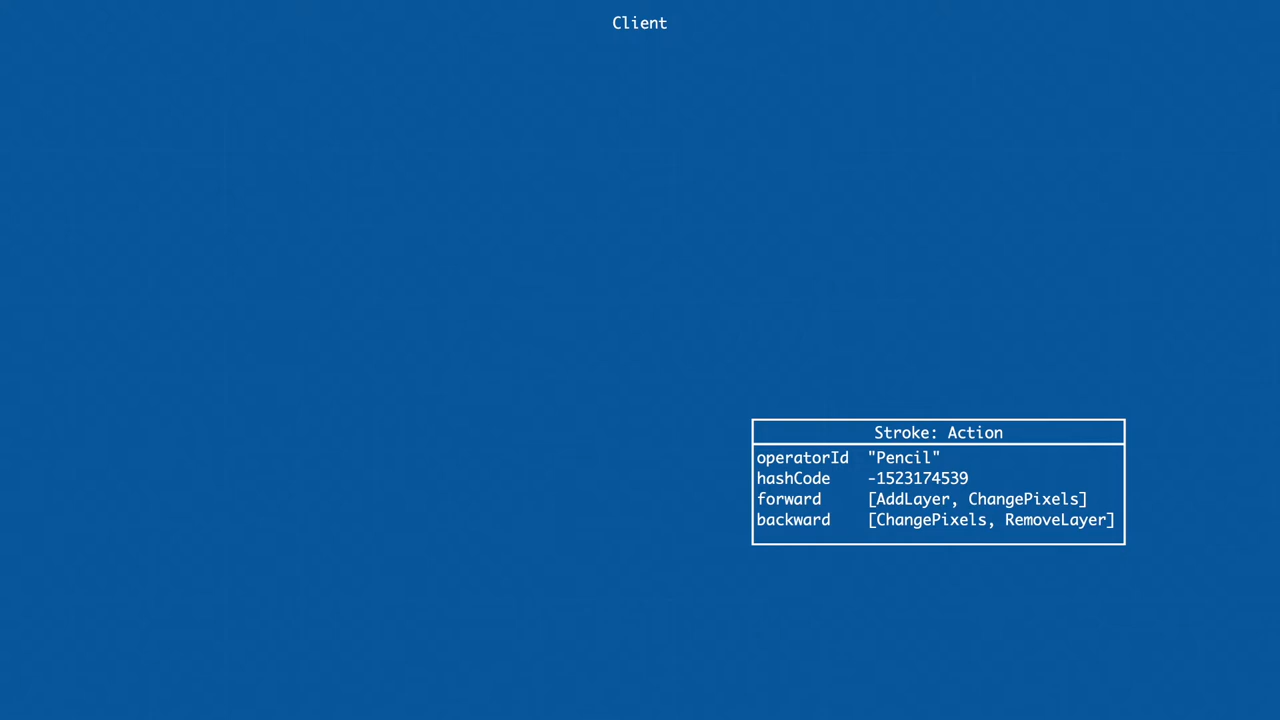 Client
Stroke: Action
operatorId "Pencil"
hashCode -1523174539
forward [AddLayer, ChangePixels]
backward [ChangePixels, RemoveLayer]